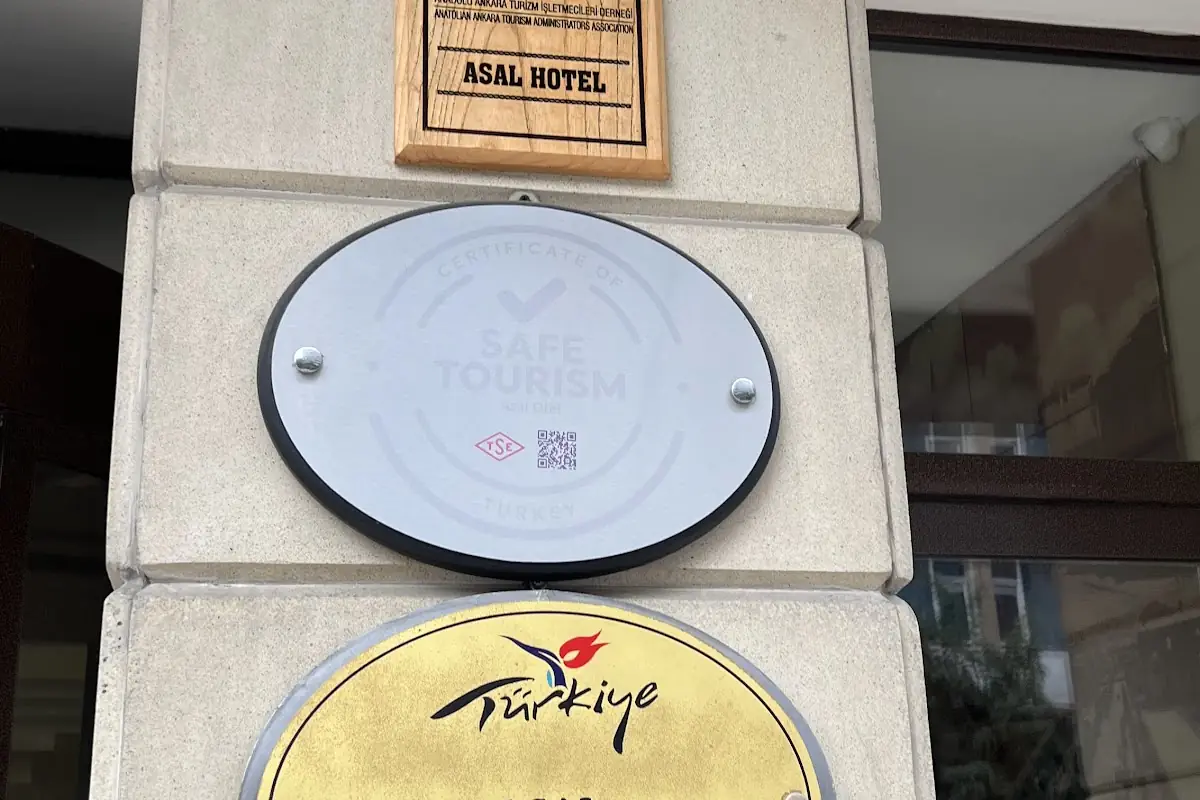 ANADOLU ANKARA TURİZM İŞLETMECİLERİ DERNEĞİ
ANATOLIAN ANKARA TOURISM ADMINISTRATORS ASSOCIATION
ASAL HOTEL
CERTIFICATE OF
SAFE
TOURISM
TSE
TURKEY
Türkiye